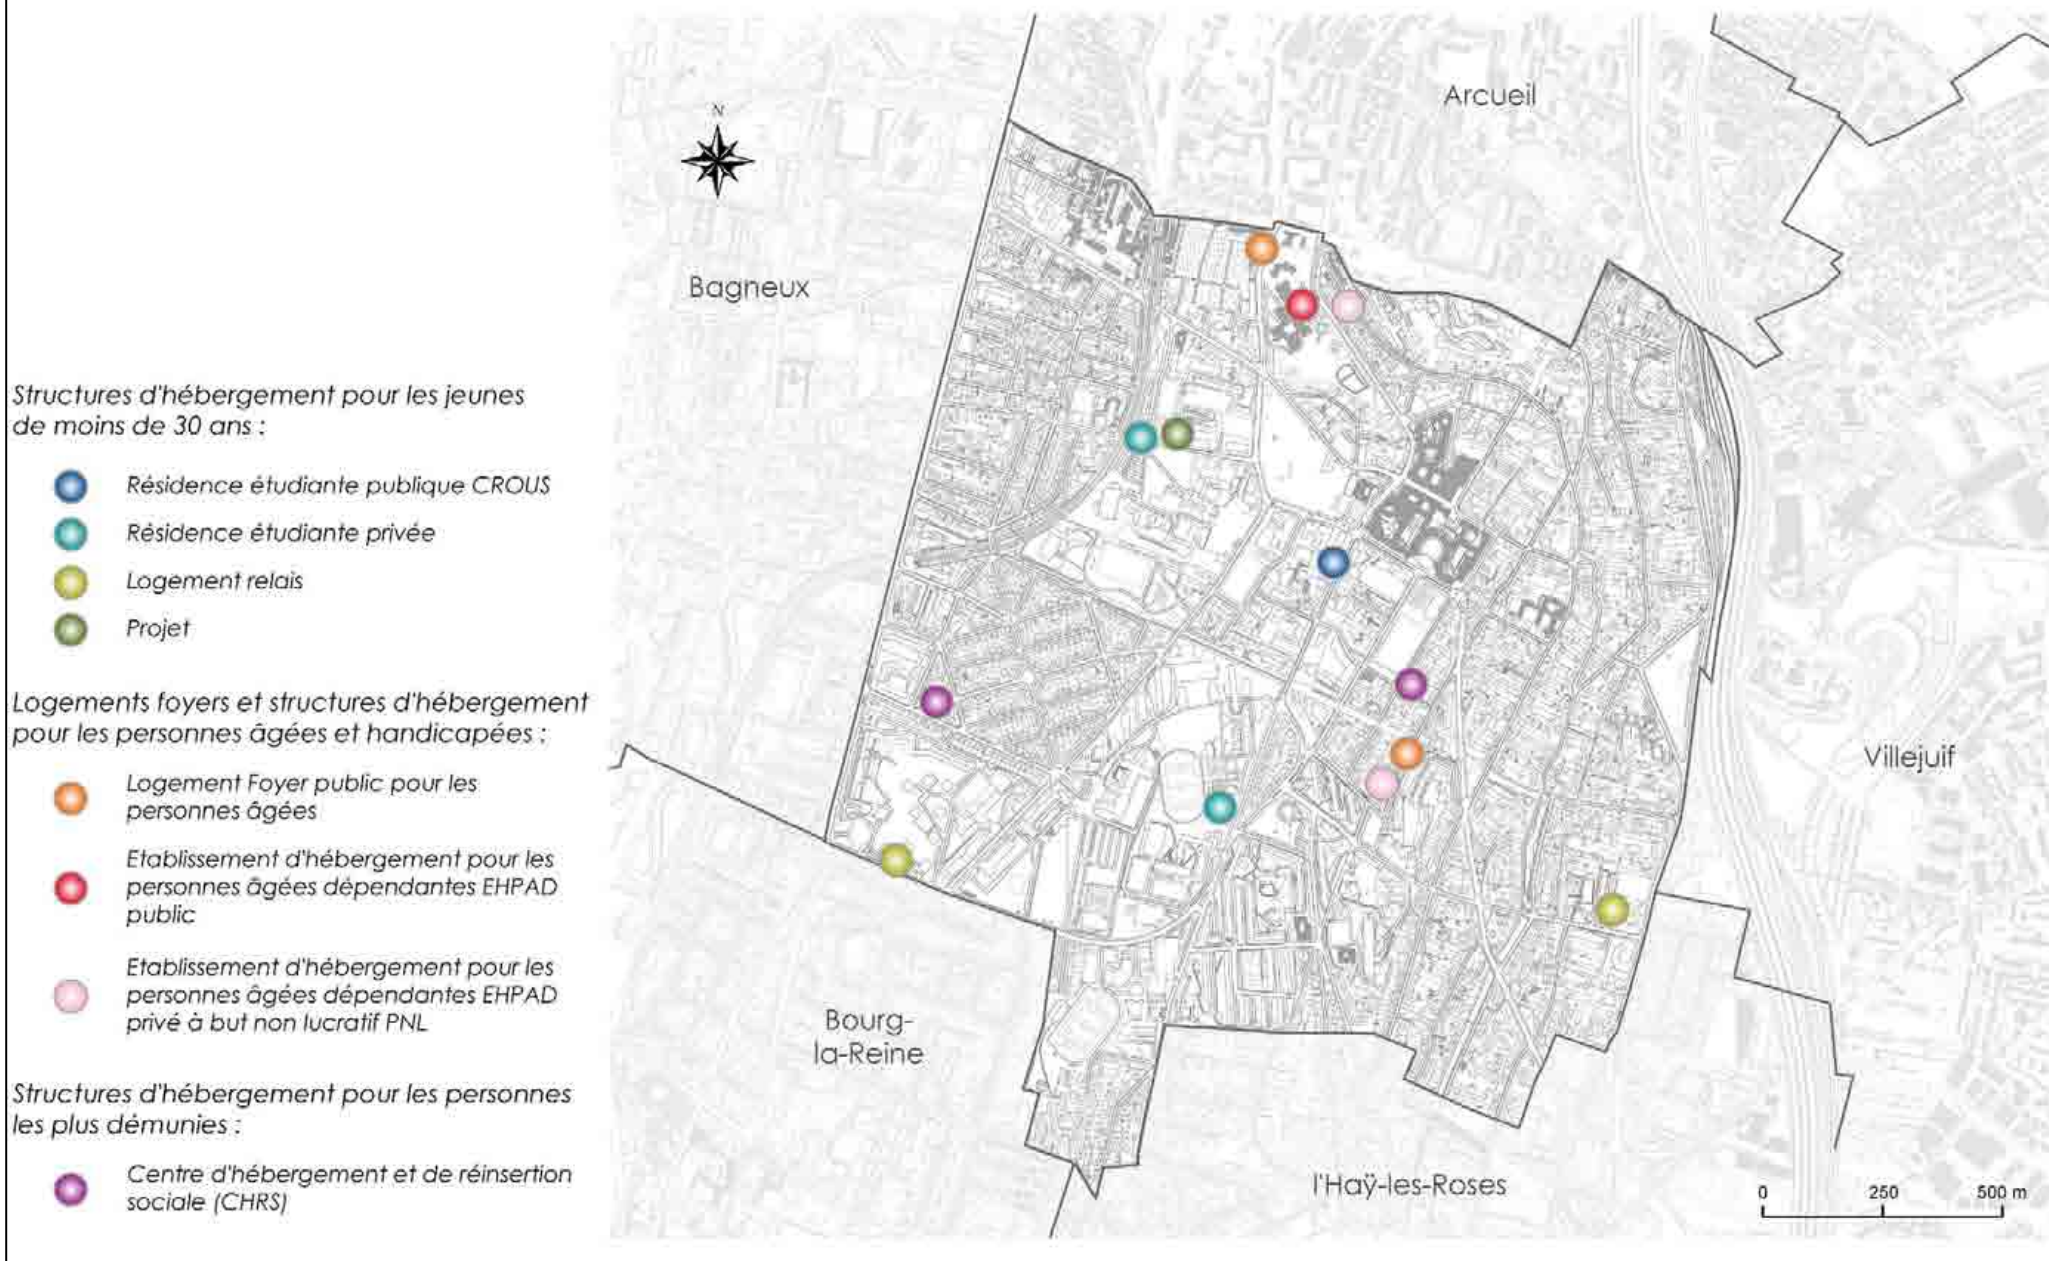 Structures d'hébergement pour les jeunes
de moins de 30 ans :
Résidence étudiante publique CROUS
Résidence étudiante privée
Logement relais
Projet
Logements foyers et structures d'hébergement
pour les personnes âgées et handicapées :
Logement Foyer public pour les
personnes âgées
Etablissement d'hébergement pour les
personnes âgées dépendantes EHPAD
public
Etablissement d'hébergement pour les
personnes âgées dépendantes EHPAD
privé à but non lucratif PNL
Structures d'hébergement pour les personnes
les plus démunies :
Centre d'hébergement et de réinsertion
sociale (CHRS)
N
Arcueil
Bagneux
Villejuif
Bourg-
la-Reine
l'Haÿ-les-Roses
0 250 500 m